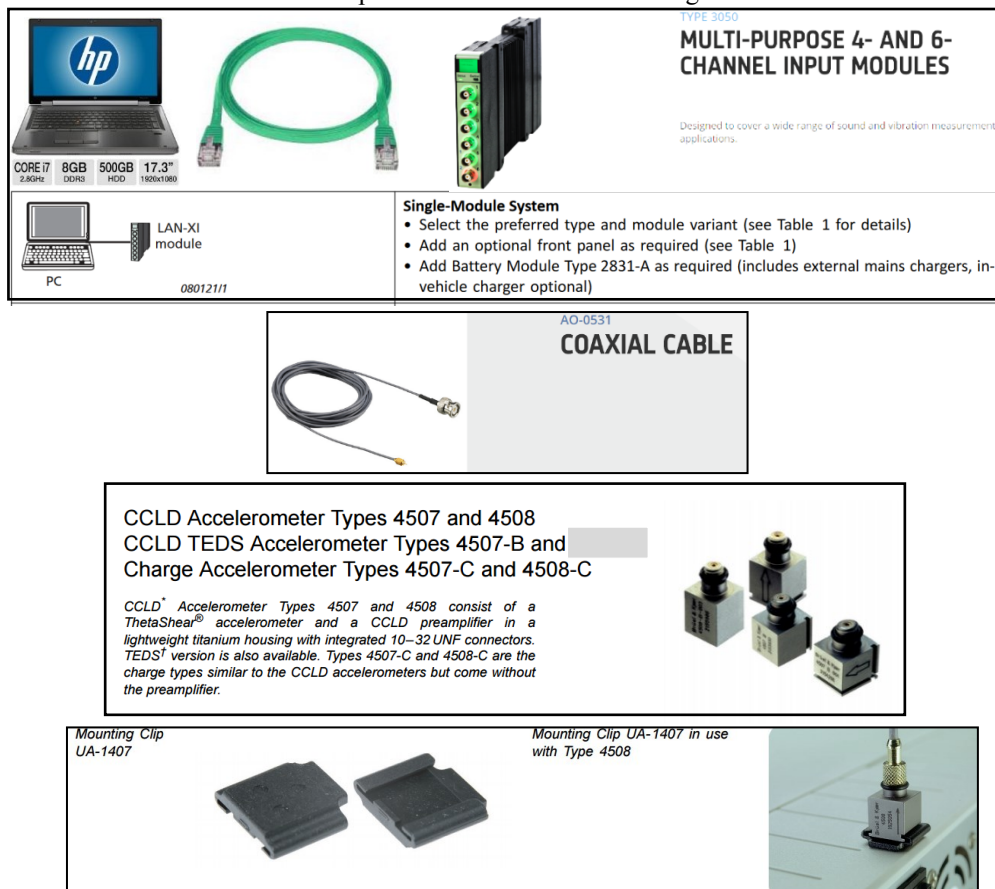 hp
CORE i7 8GB 500GB 17.3"
2.8GHz DDR3 HDD 1920x1080
TYPE 3050
MULTI-PURPOSE 4- AND 6-
CHANNEL INPUT MODULES
Designed to cover a wide range of sound and vibration measurement
applications.
LAN-XI
module
PC
080121/1
Single-Module System
• Select the preferred type and module variant (see Table 1 for details)
• Add an optional front panel as required (see Table 1)
• Add Battery Module Type 2831-A as required (includes external mains chargers, in-
vehicle charger optional)
AO-0531
COAXIAL CABLE
CCLD Accelerometer Types 4507 and 4508
CCLD TEDS Accelerometer Types 4507-B and
Charge Accelerometer Types 4507-C and 4508-C
CCLD* Accelerometer Types 4507 and 4508 consist of a
ThetaShear® accelerometer and a CCLD preamplifier in a
lightweight titanium housing with integrated 10–32 UNF connectors.
TEDS† version is also available. Types 4507-C and 4508-C are the
charge types similar to the CCLD accelerometers but come without
the preamplifier.
Mounting Clip
UA-1407
Mounting Clip UA-1407 in use
with Type 4508